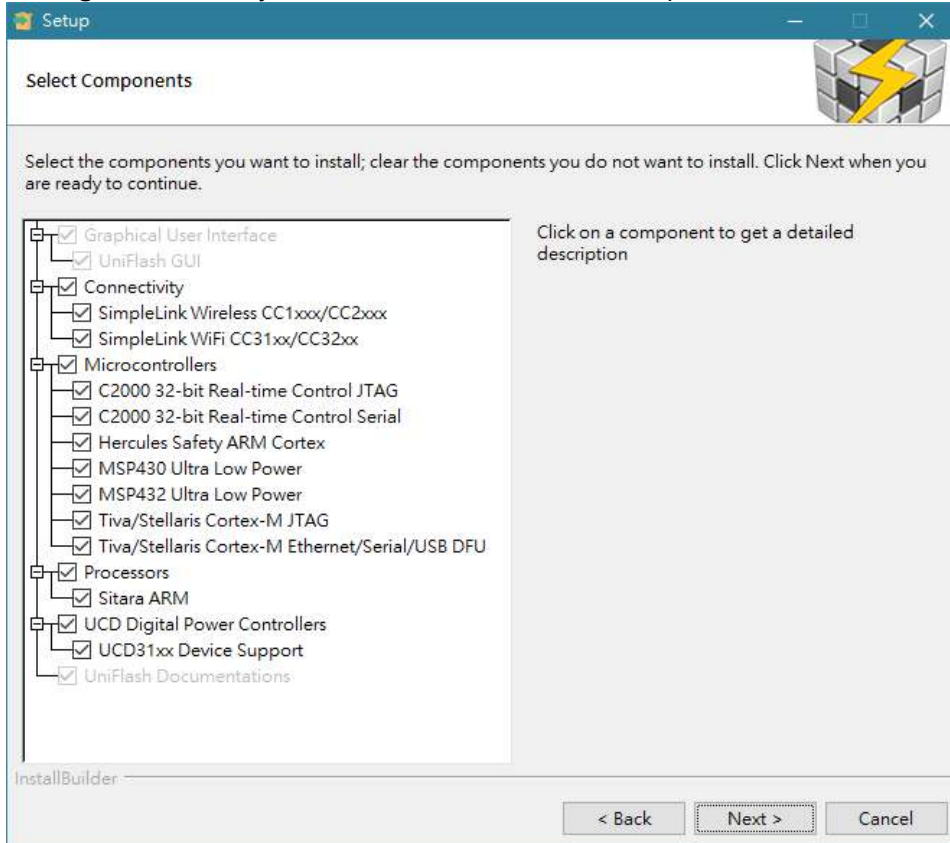 Setup
Select Components
Select the components you want to install; clear the components you do not want to install. Click Next when you
are ready to continue.
Graphical User Interface
UniFlash GUI
Connectivity
SimpleLink Wireless CC1xxx/CC2xxx
SimpleLink WiFi CC31xx/CC32xx
Microcontrollers
C2000 32-bit Real-time Control JTAG
C2000 32-bit Real-time Control Serial
Hercules Safety ARM Cortex
MSP430 Ultra Low Power
MSP432 Ultra Low Power
Tiva/Stellaris Cortex-M JTAG
Tiva/Stellaris Cortex-M Ethernet/Serial/USB DFU
Processors
Sitara ARM
UCD Digital Power Controllers
UCD31xx Device Support
UniFlash Documentations
Click on a component to get a detailed
description
InstallBuilder
< Back
Next >
Cancel